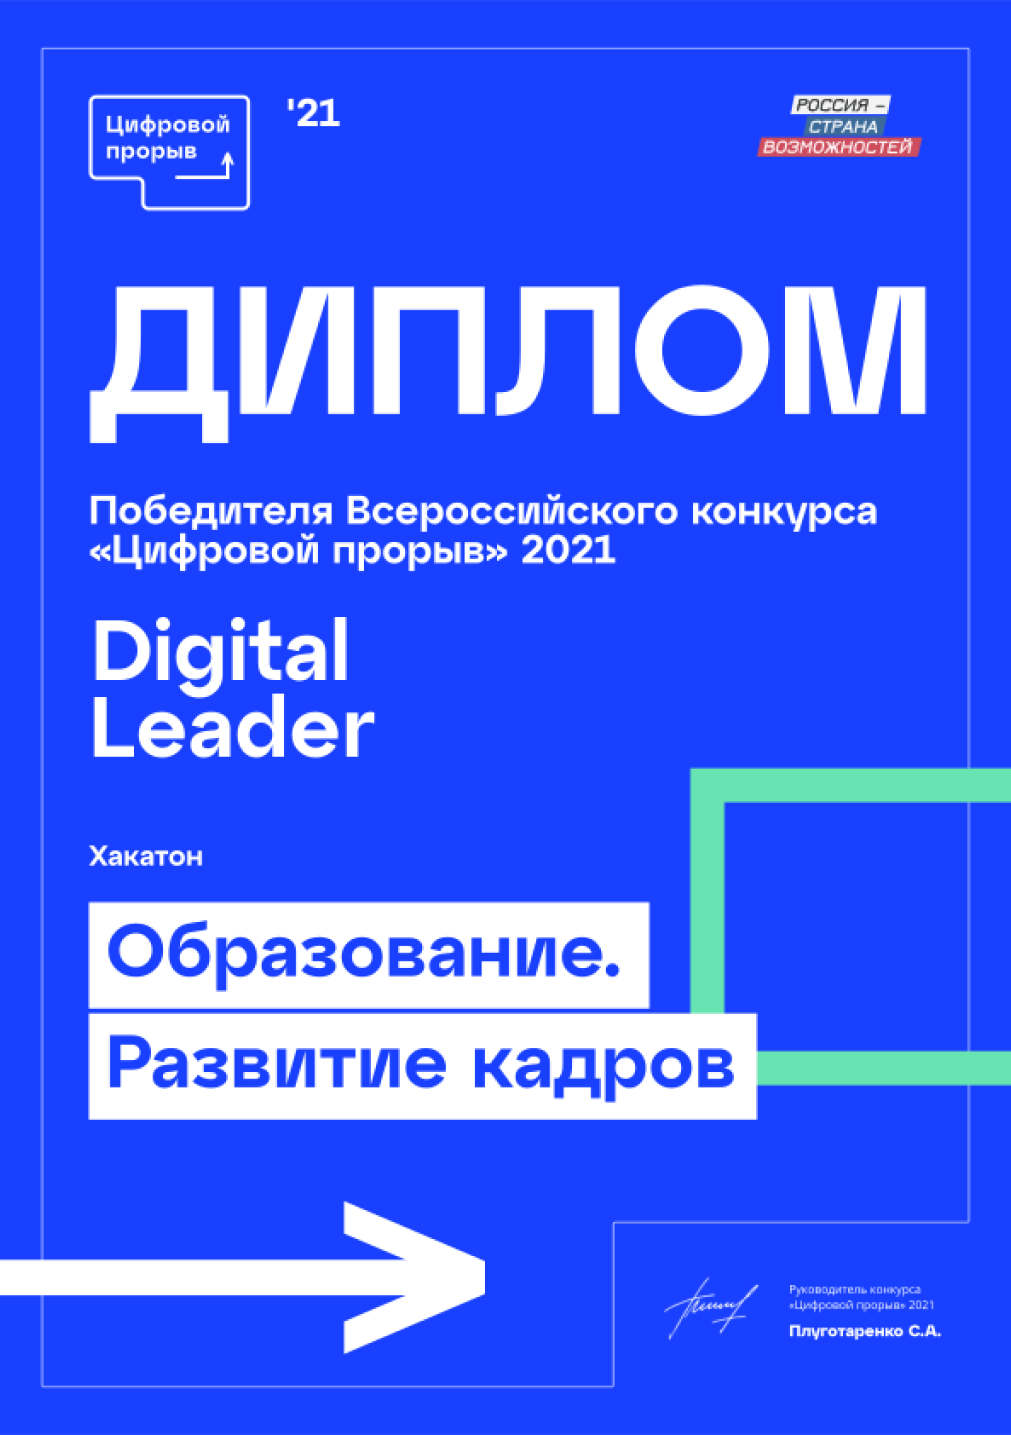 Цифровой
прорыв
'21
РОССИЯ –
СТРАНА
ВОЗМОЖНОСТЕЙ
ДИПЛОМ
Победителя Всероссийского конкурса
«Цифровой прорыв» 2021
Digital
Leader
Хакатон
Образование.
Развитие кадров
Руководитель конкурса
«Цифровой прорыв» 2021
Плуготаренко С.А.